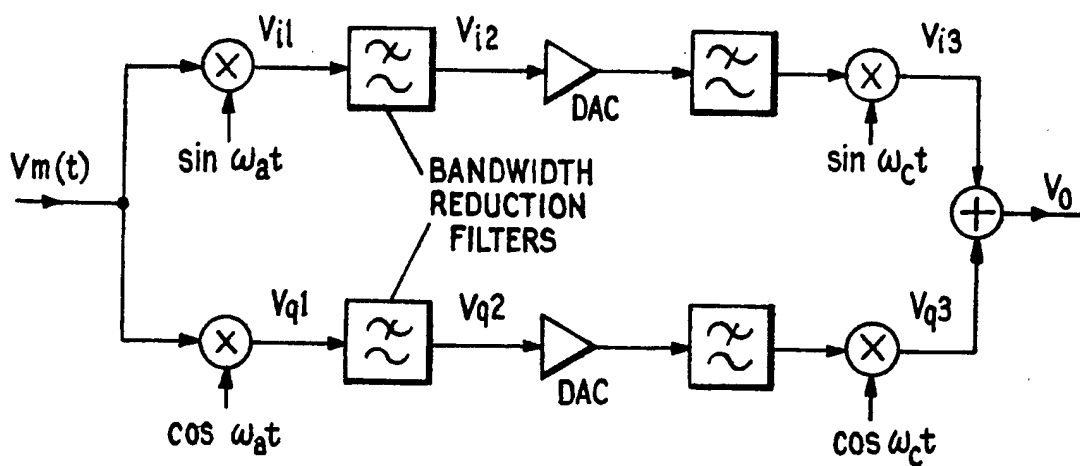 Vi1
Vi2
Vi3
DAC
sin ωat
sin ωct
Vm(t)
BANDWIDTH
REDUCTION
FILTERS
Vo
Vq1
Vq2
Vq3
DAC
cos ωat
cos ωct